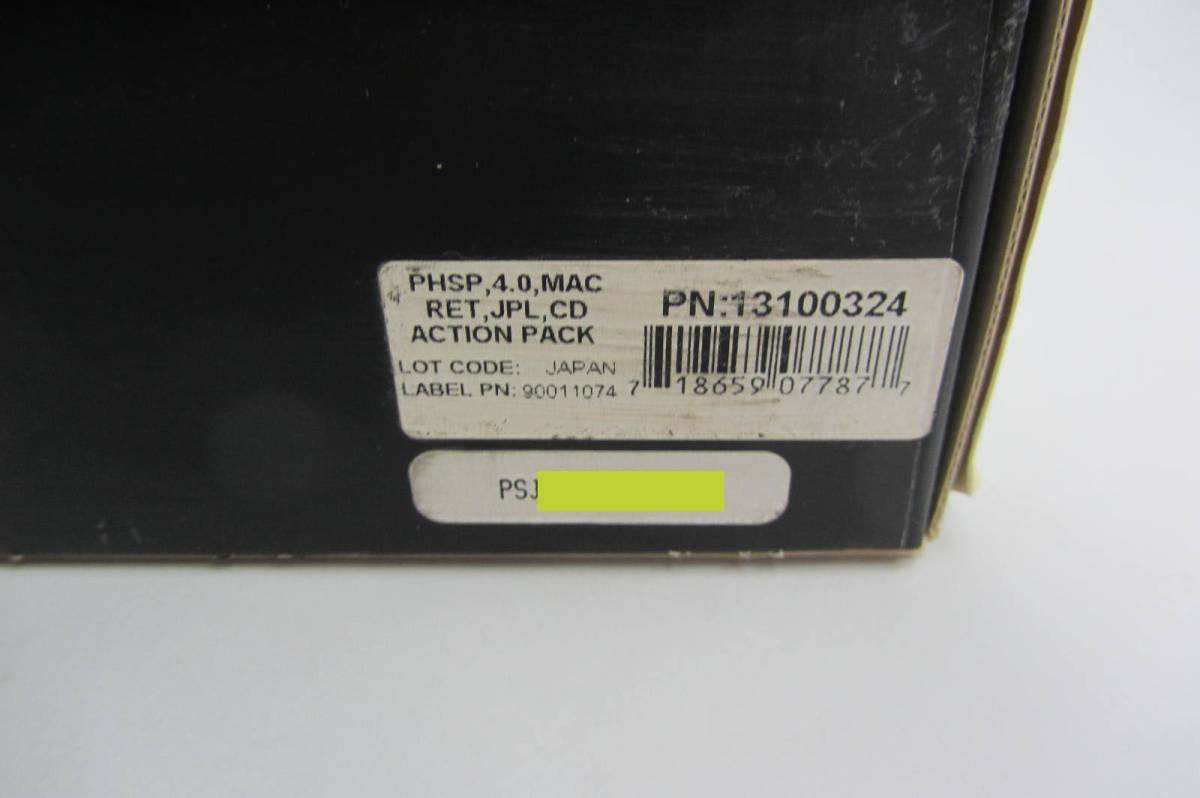 PHSP,4.0,MAC
RET,JPL,CD
ACTION PACK
LOT CODE: JAPAN
LABEL PN: 90011074
PN:13100324
7 18659 07787 7
PSJ